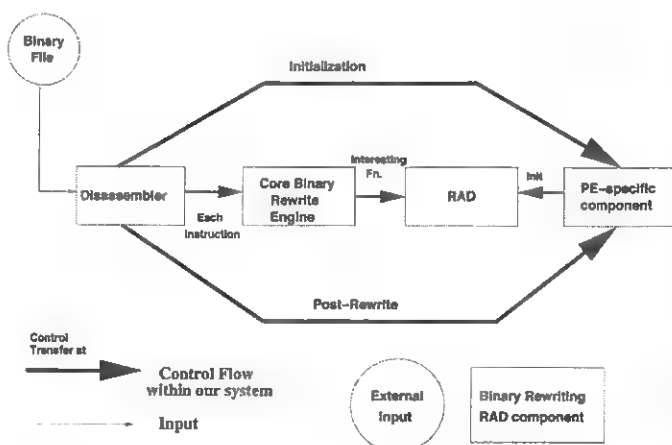 Binary
File
Initialization
Disassembler
Each
Instruction
Core Binary
Rewrite
Engine
Interesting
Fn.
RAD
Init
PE-specific
component
Post-Rewrite
Control
Transfer at
Control Flow
within our system
Input
External
Input
Binary Rewriting
RAD component